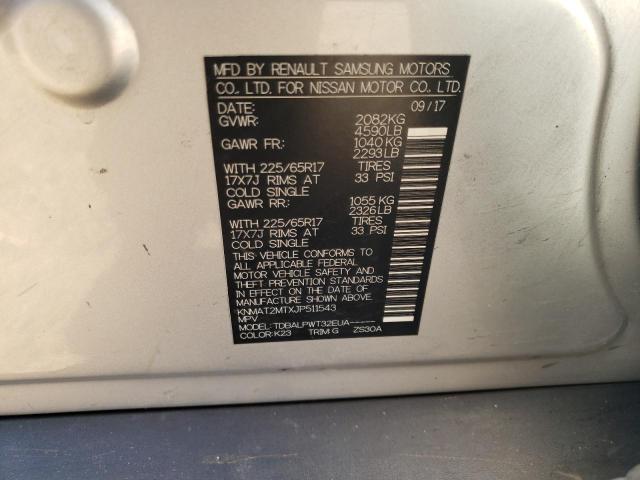 MFD BY RENAULT SAMSUNG MOTORS
CO. LTD. FOR NISSAN MOTOR CO. LTD.
DATE: 09/17
GVWR: 2082KG
4590LB
GAWR FR: 1040 KG
2293LB
WITH 225/65R17 TIRES
17X7J RIMS AT 33 PSI
COLD SINGLE
GAWR RR: 1055 KG
2326LB
WITH 225/65R17 TIRES
17X7J RIMS AT 33 PSI
COLD SINGLE
THIS VEHICLE CONFORMS TO
ALL APPLICABLE FEDERAL
MOTOR VEHICLE SAFETY AND
THEFT PREVENTION STANDARDS
IN EFFECT ON THE DATE OF
MANUFACTURE SHOWN ABOVE.
KNMAT2MTXJP511543
MPV
MODEL: TDBALPWT32EUA-----
COLOR: K23 TRIM: G ZS30A